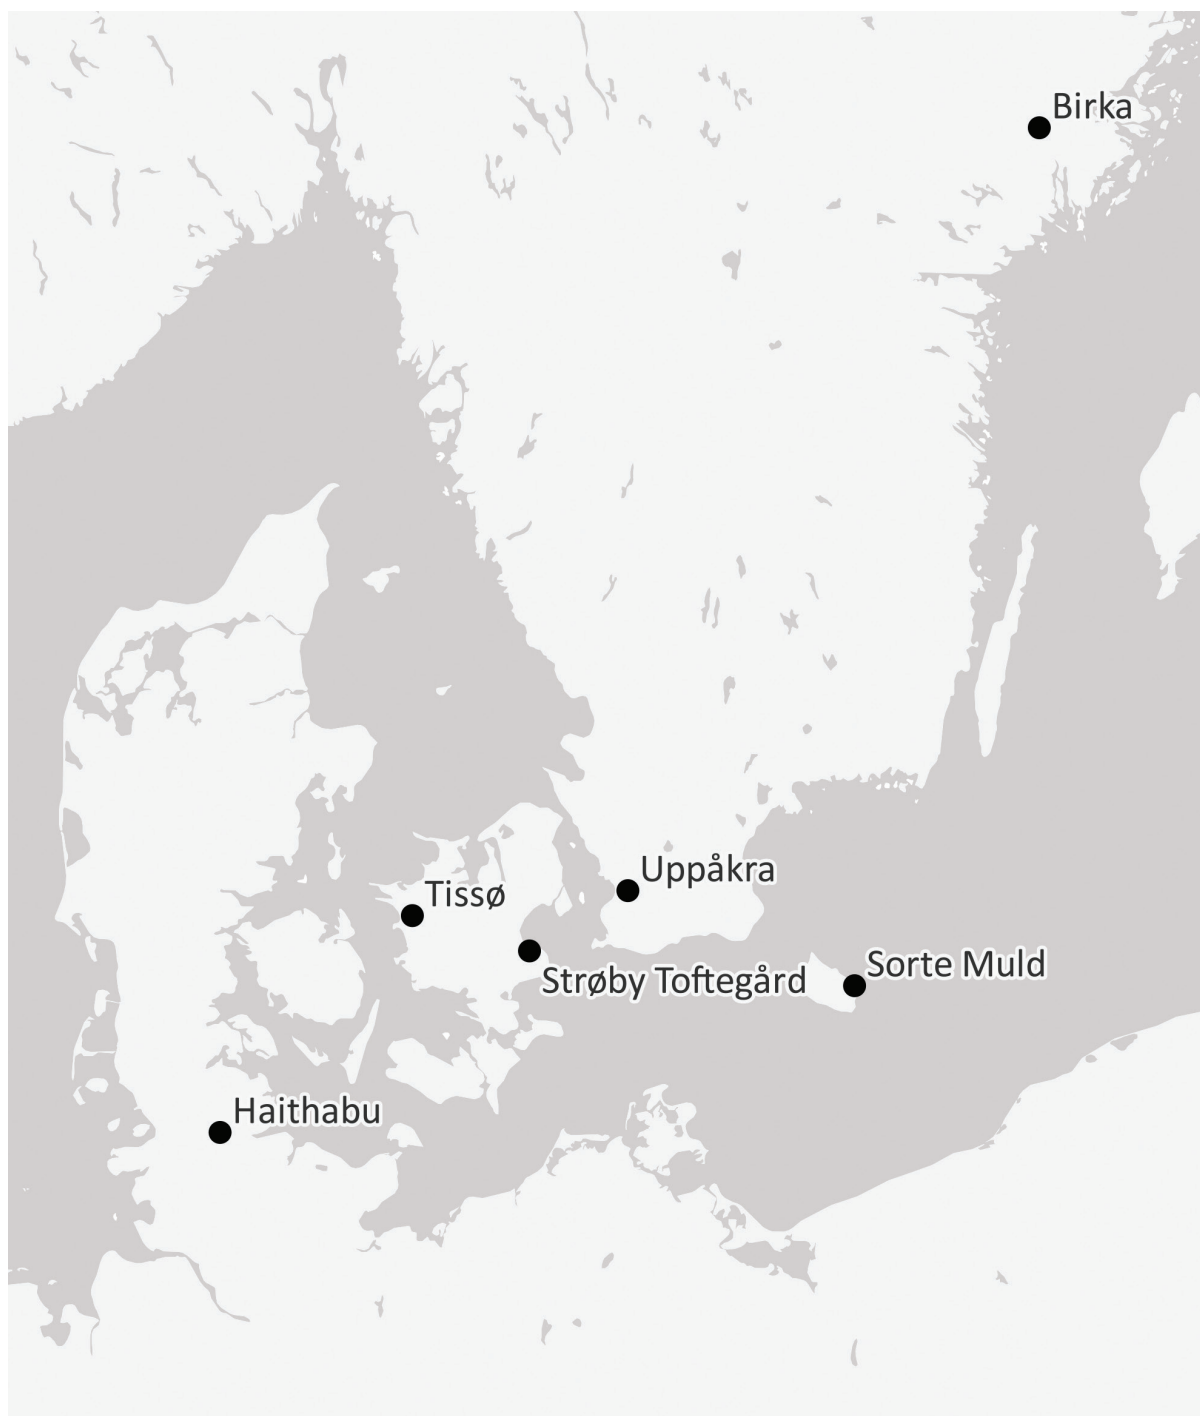 Birka
Uppåkra
Tissø
Strøby Toftegård
Sorte Muld
Haithabu